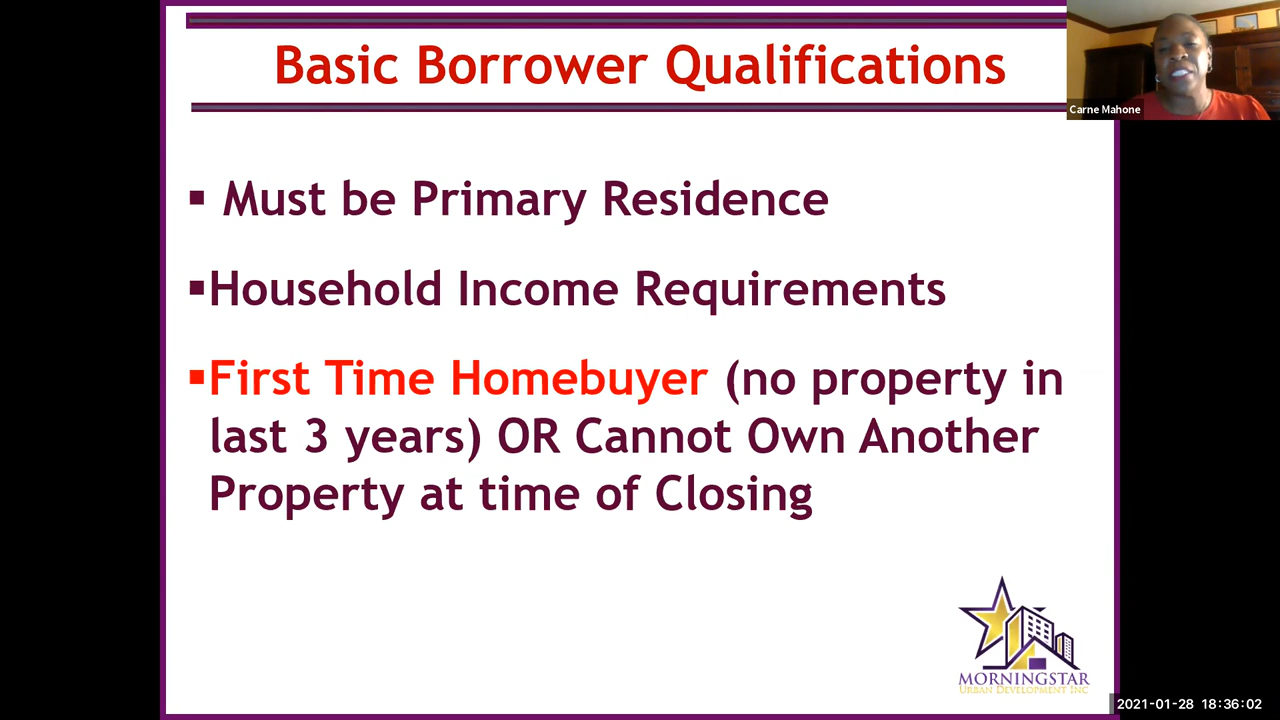 Basic Borrower Qualifications
Carne Mahone
▪ Must be Primary Residence
▪Household Income Requirements
▪First Time Homebuyer (no property in
last 3 years) OR Cannot Own Another
Property at time of Closing
MORNINGSTAR
URBAN DEVELOPMENT INC
2021-01-28 18:36:02